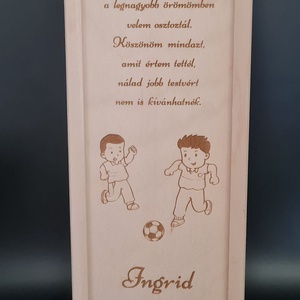 a legnagyobb örömömben
velem osztoztál.
Köszönöm mindazt,
amit értem tettél,
nálad jobb testvért
nem is kívánhatnék.
Ingrid